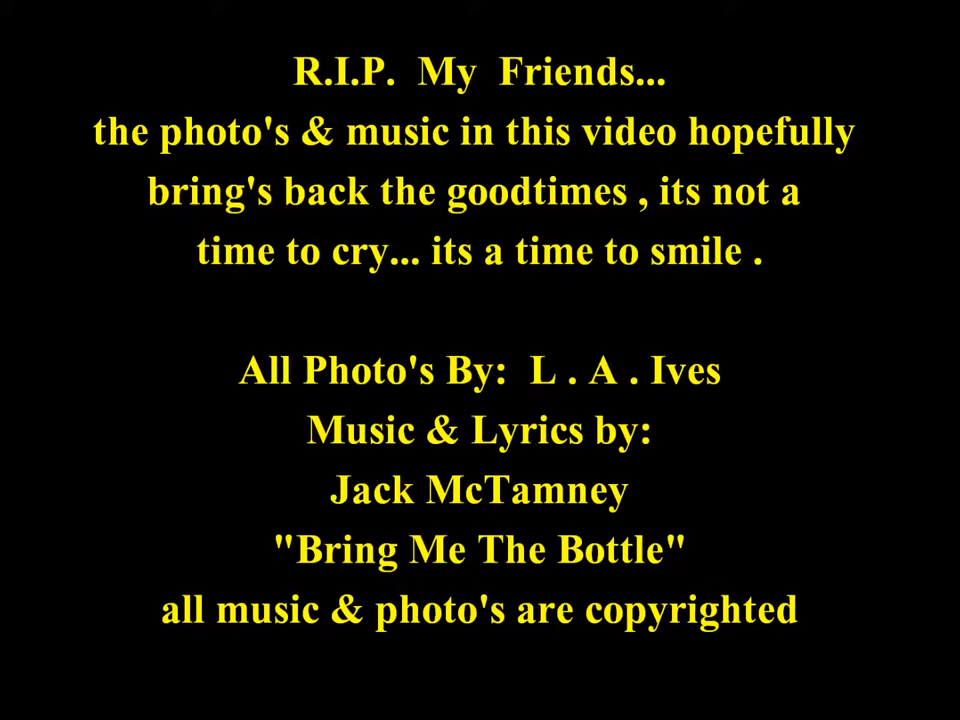 R.I.P. My Friends...
the photo's & music in this video hopefully
bring's back the goodtimes , its not a
time to cry... its a time to smile .
All Photo's By: L . A . Ives
Music & Lyrics by:
Jack McTamney
"Bring Me The Bottle"
all music & photo's are copyrighted